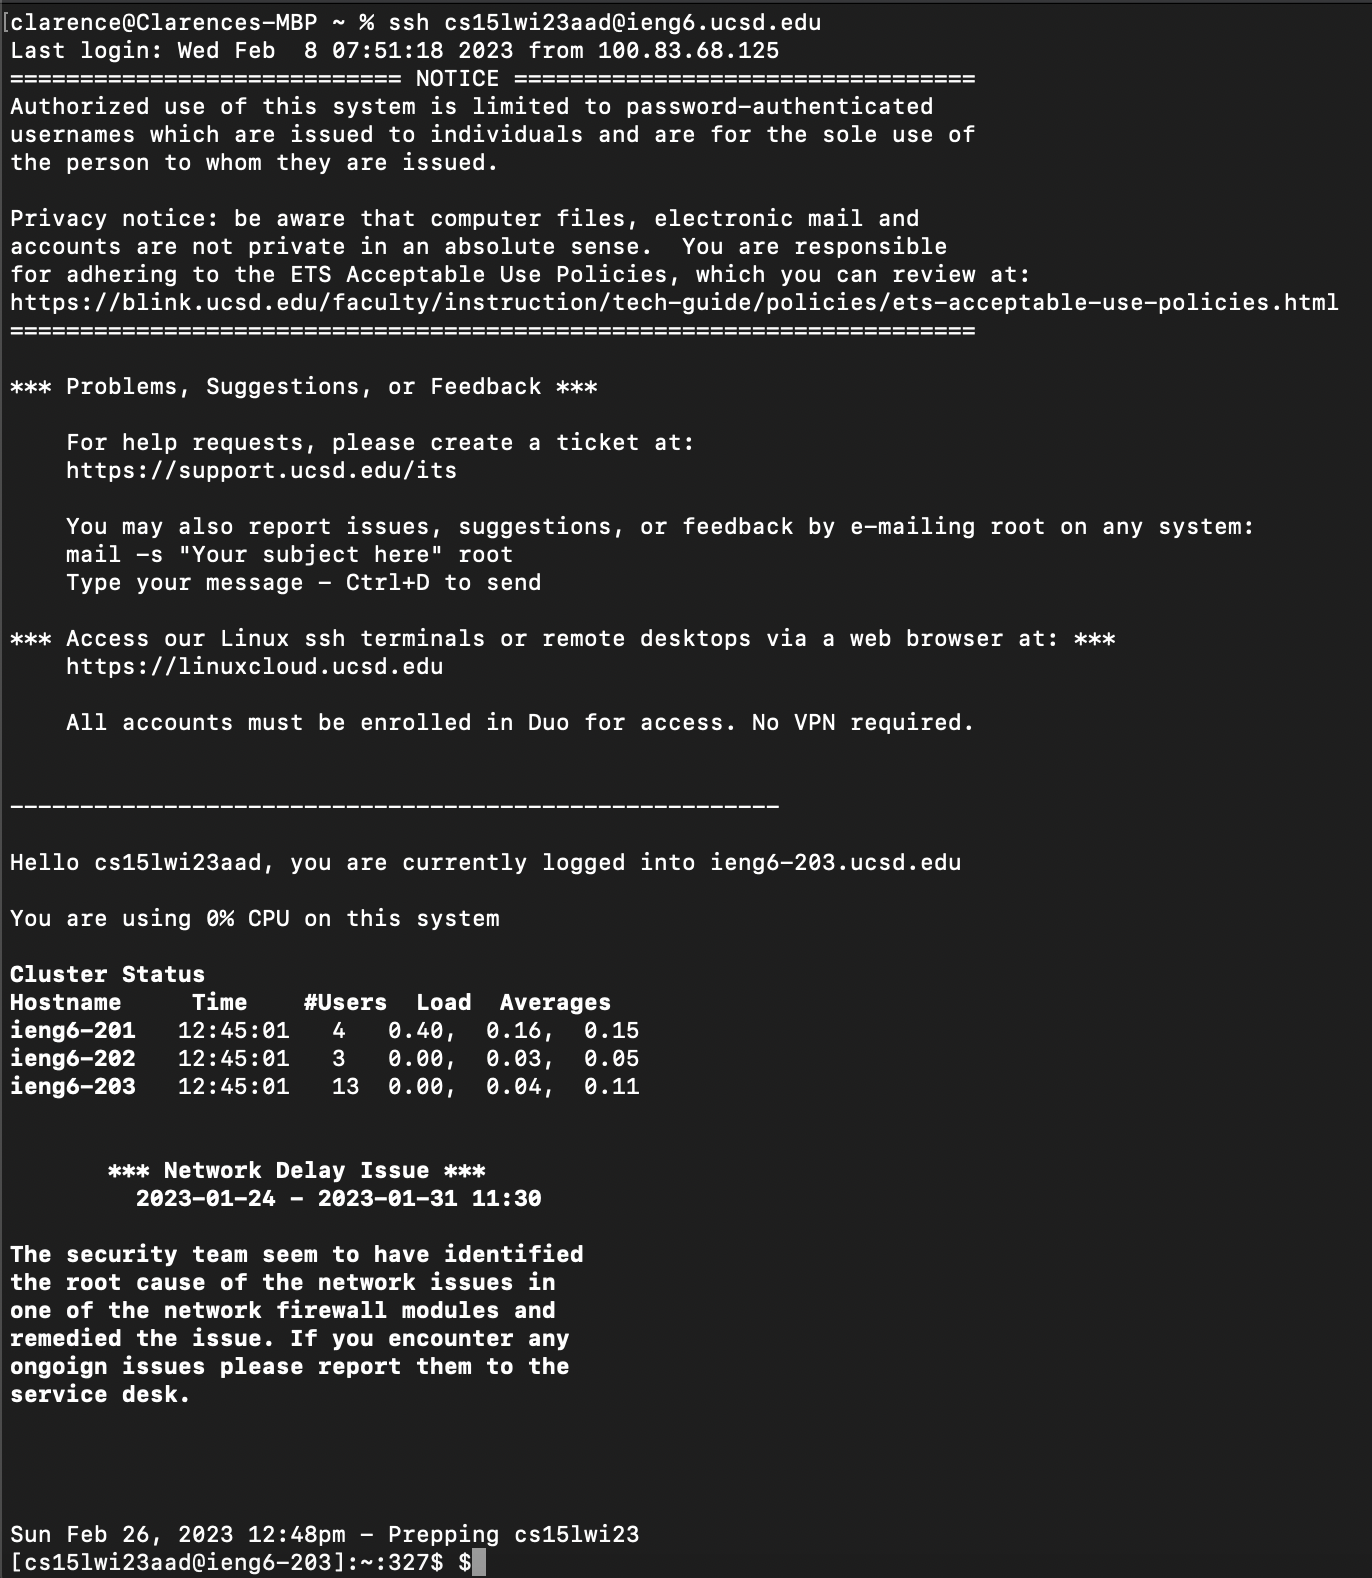 [clarence@Clarences-MBP ~ % ssh cs15lwi23aad@ieng6.ucsd.edu
Last login: Wed Feb  8 07:51:18 2023 from 100.83.68.125
============================ NOTICE =================================
Authorized use of this system is limited to password-authenticated
usernames which are issued to individuals and are for the sole use of
the person to whom they are issued.

Privacy notice: be aware that computer files, electronic mail and
accounts are not private in an absolute sense.  You are responsible
for adhering to the ETS Acceptable Use Policies, which you can review at:
https://blink.ucsd.edu/faculty/instruction/tech-guide/policies/ets-acceptable-use-policies.html
=====================================================================

*** Problems, Suggestions, or Feedback ***

    For help requests, please create a ticket at:
    https://support.ucsd.edu/its

    You may also report issues, suggestions, or feedback by e-mailing root on any system:
    mail -s "Your subject here" root
    Type your message - Ctrl+D to send

*** Access our Linux ssh terminals or remote desktops via a web browser at: ***
    https://linuxcloud.ucsd.edu

    All accounts must be enrolled in Duo for access. No VPN required.


-------------------------------------------------------

Hello cs15lwi23aad, you are currently logged into ieng6-203.ucsd.edu

You are using 0% CPU on this system

Cluster Status
Hostname     Time    #Users  Load  Averages
ieng6-201   12:45:01   4   0.40,  0.16,  0.15
ieng6-202   12:45:01   3   0.00,  0.03,  0.05
ieng6-203   12:45:01   13  0.00,  0.04,  0.11


       *** Network Delay Issue ***
         2023-01-24 - 2023-01-31 11:30

The security team seem to have identified
the root cause of the network issues in
one of the network firewall modules and
remedied the issue. If you encounter any
ongoign issues please report them to the
service desk.




Sun Feb 26, 2023 12:48pm - Prepping cs15lwi23
[cs15lwi23aad@ieng6-203]:~:327$ $